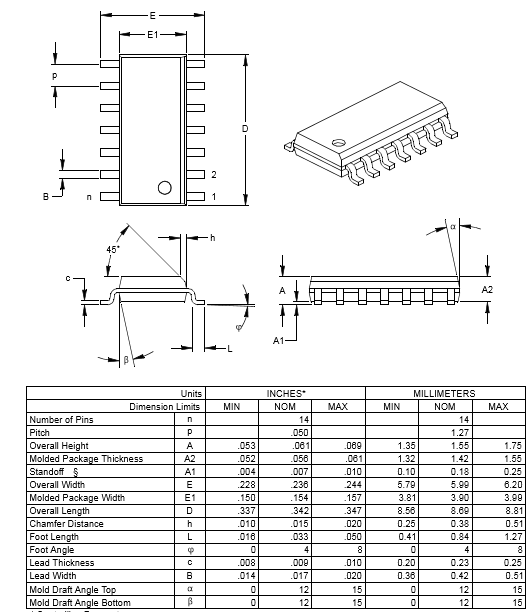 E
E1
p
D
2
B
n
1
α
h
45°
c
A
A2
φ
A1
β
L
Units INCHES* MILLIMETERS
Dimension Limits MIN NOM MAX MIN NOM MAX
Number of Pins n 14 14
Pitch p .050 1.27
Overall Height A .053 .061 .069 1.35 1.55 1.75
Molded Package Thickness A2 .052 .056 .061 1.32 1.42 1.55
Standoff § A1 .004 .007 .010 0.10 0.18 0.25
Overall Width E .228 .236 .244 5.79 5.99 6.20
Molded Package Width E1 .150 .154 .157 3.81 3.90 3.99
Overall Length D .337 .342 .347 8.56 8.69 8.81
Chamfer Distance h .010 .015 .020 0.25 0.38 0.51
Foot Length L .016 .033 .050 0.41 0.84 1.27
Foot Angle φ 0 4 8 0 4 8
Lead Thickness c .008 .009 .010 0.20 0.23 0.25
Lead Width B .014 .017 .020 0.36 0.42 0.51
Mold Draft Angle Top α 0 12 15 0 12 15
Mold Draft Angle Bottom β 0 12 15 0 12 15